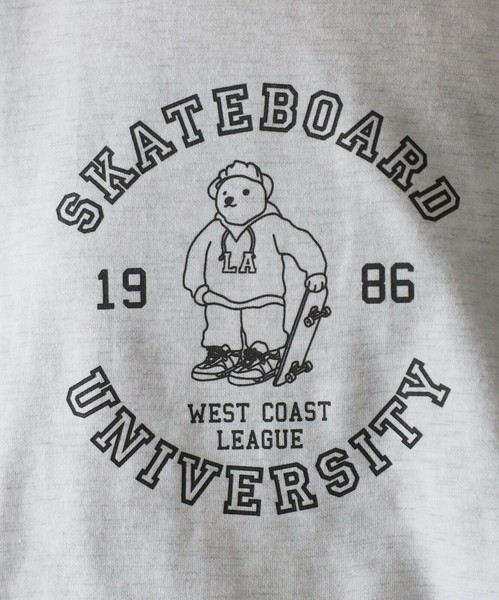 SKATEBOARD
LA
19 86
WEST COAST
LEAGUE
UNIVERSITY